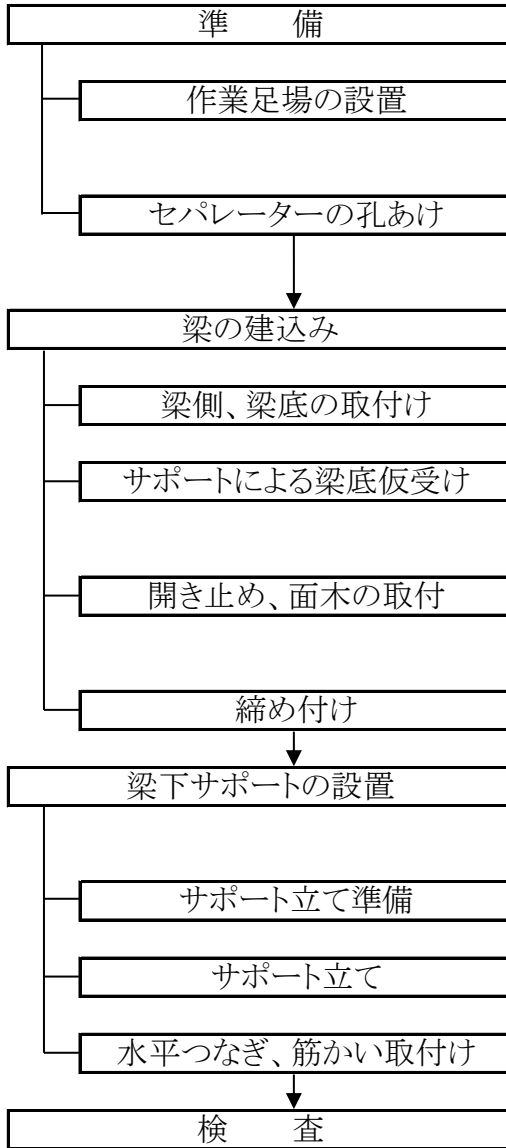 準　　備
作業足場の設置
セパレーターの孔あけ
梁の建込み
梁側、梁底の取付け
サポートによる梁底仮受け
開き止め、面木の取付
締め付け
梁下サポートの設置
サポート立て準備
サポート立て
水平つなぎ、筋かい取付け
検　　査